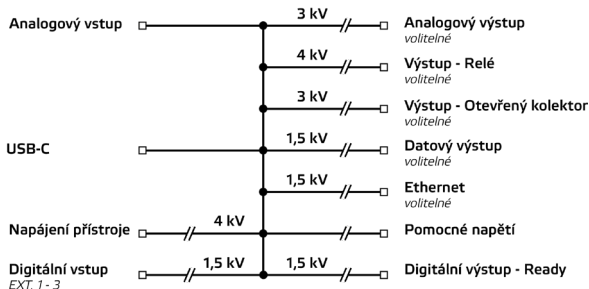 Analogový vstup
3 kV
Analogový výstup
volitelné
4 kV
Výstup - Relé
volitelné
3 kV
Výstup - Otevřený kolektor
volitelné
USB-C
1,5 kV
Datový výstup
volitelné
1,5 kV
Ethernet
volitelné
Napájení přístroje
4 kV
Pomocné napětí
Digitální vstup
EXT. 1 - 3
1,5 kV
1,5 kV
Digitální výstup - Ready